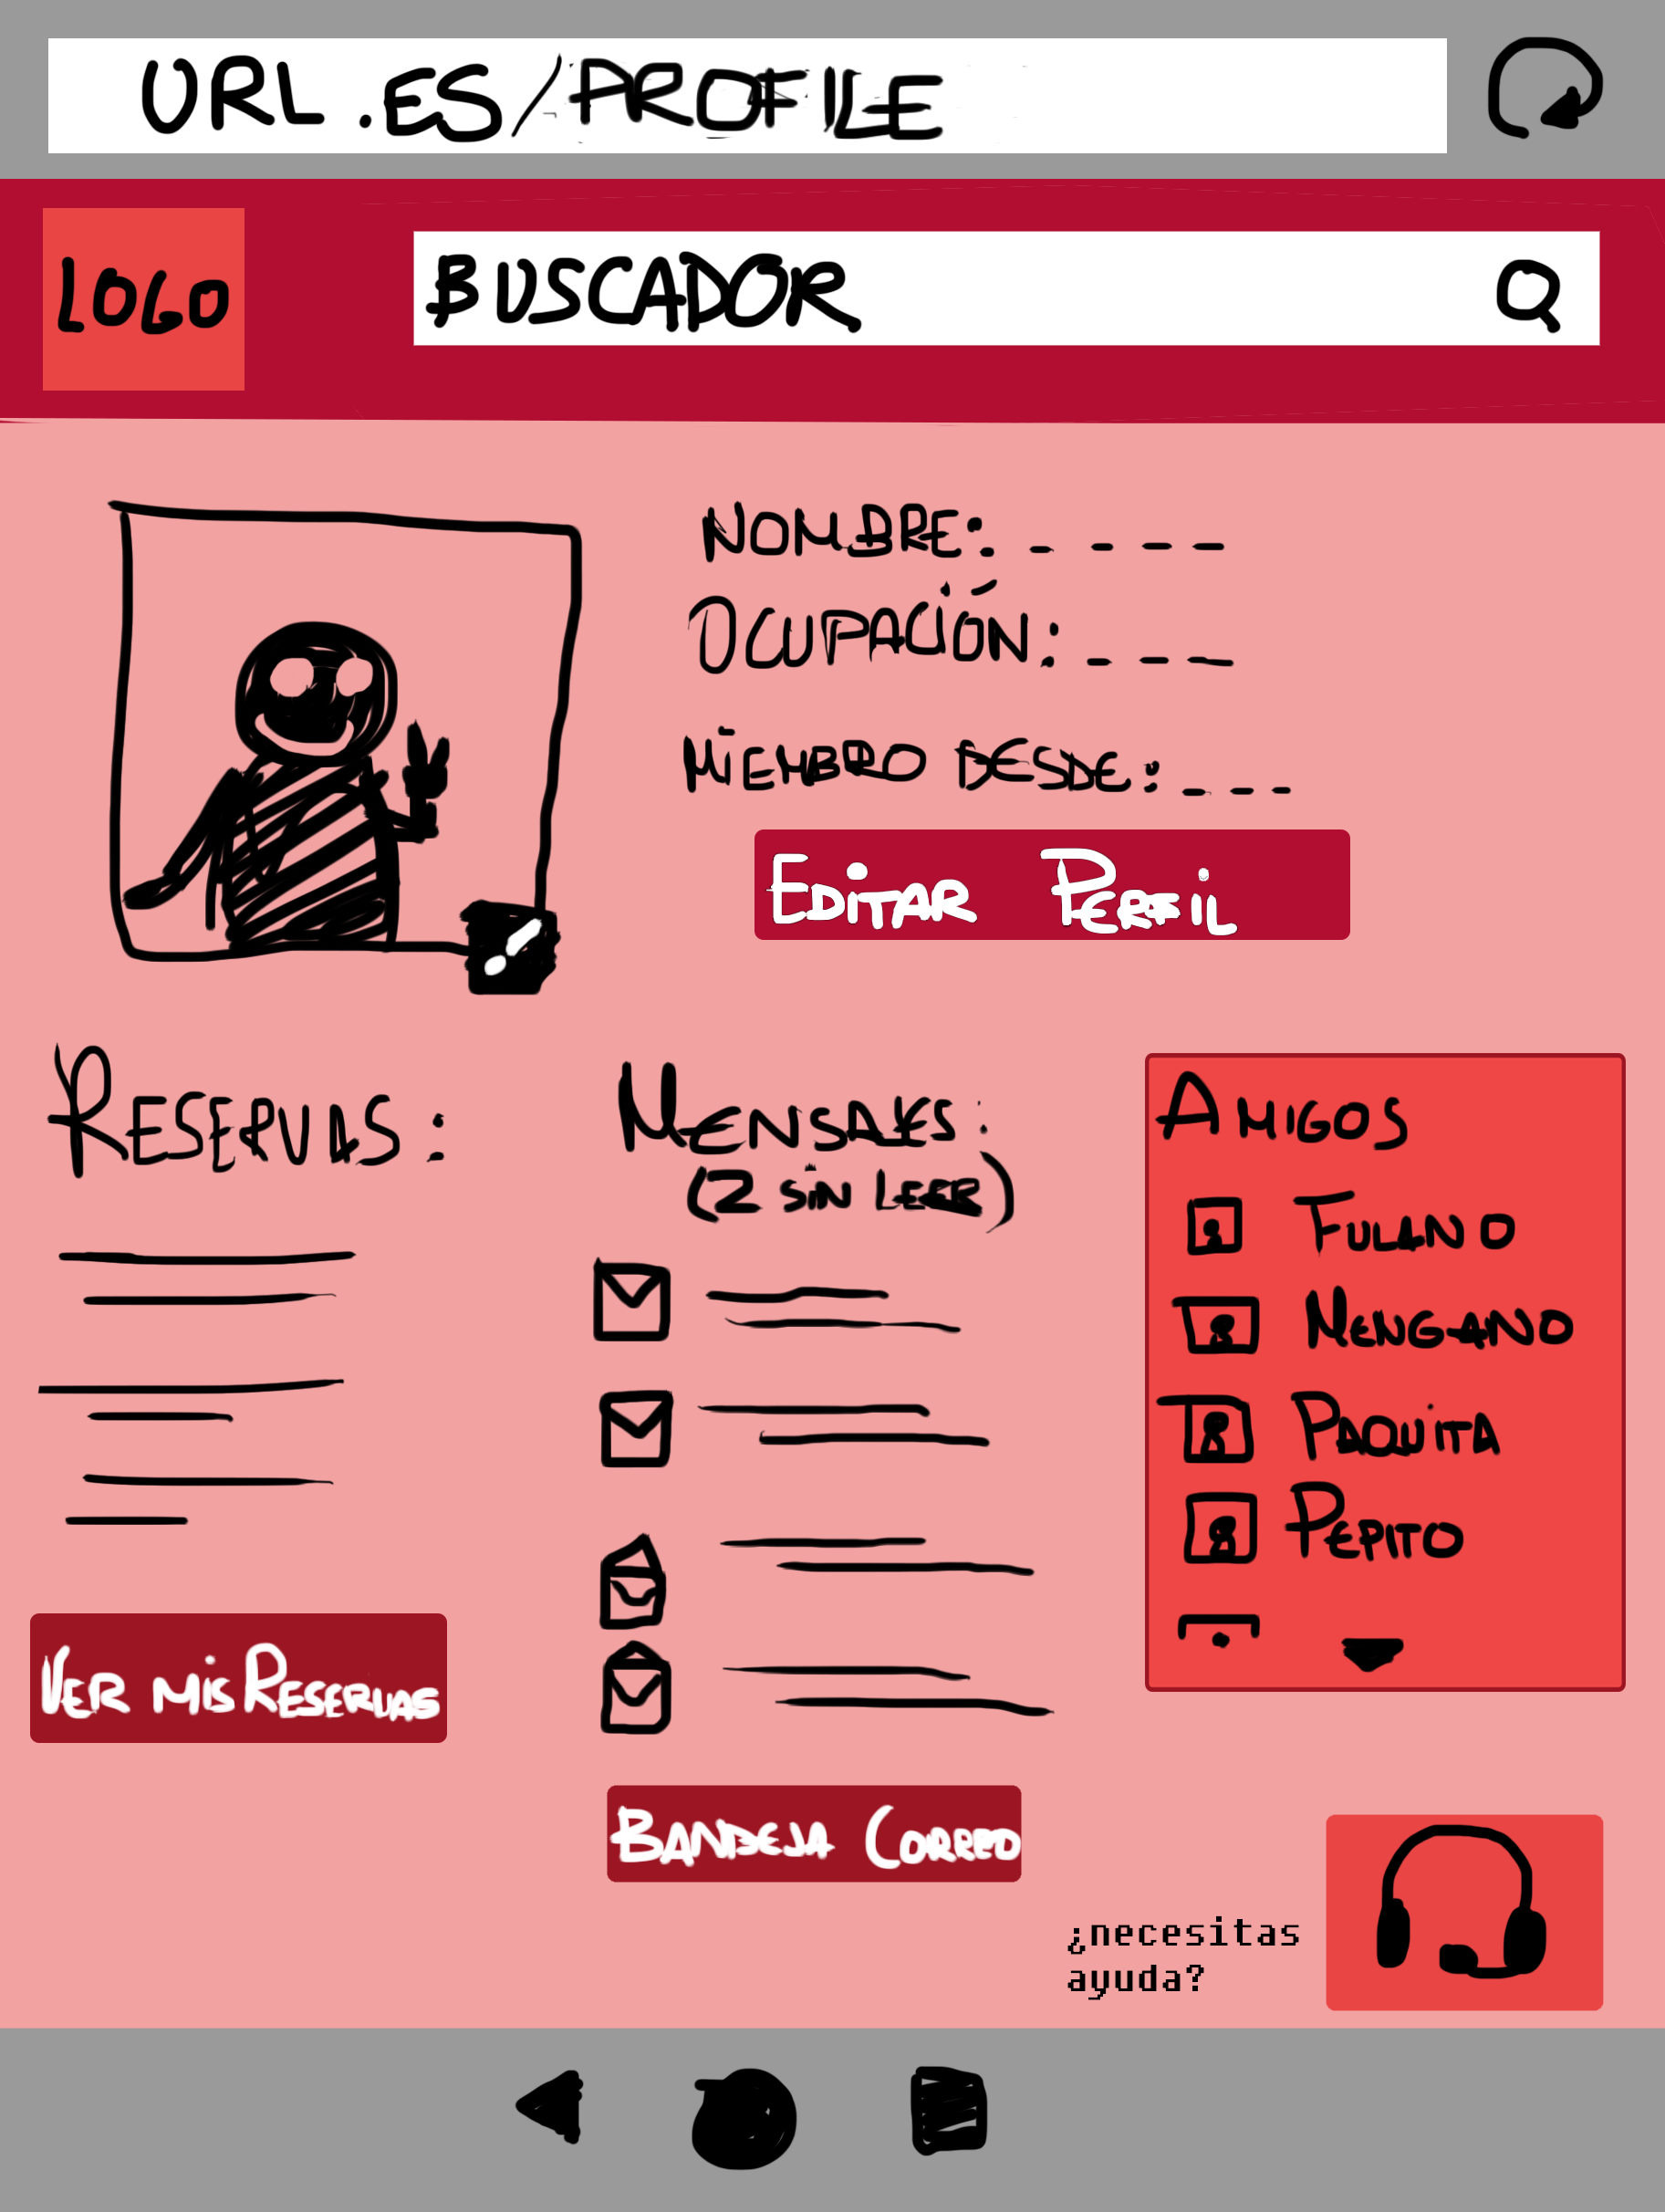 URL.ES/PROFILE
LOGO
BUSCADOR
NOMBRE: _ _ _ _
OCUPACIÓN: _ _ _
MIEMBRO DESDE: _ _ _
EDITAR PERFIL
RESERVAS:
MENSAJES:
(2 SIN LEER)
AMIGOS
FULANO
MENGANO
PAQUITA
PEPITO
VER MIS RESERVAS
BANDEJA CORREO
¿necesitas
ayuda?